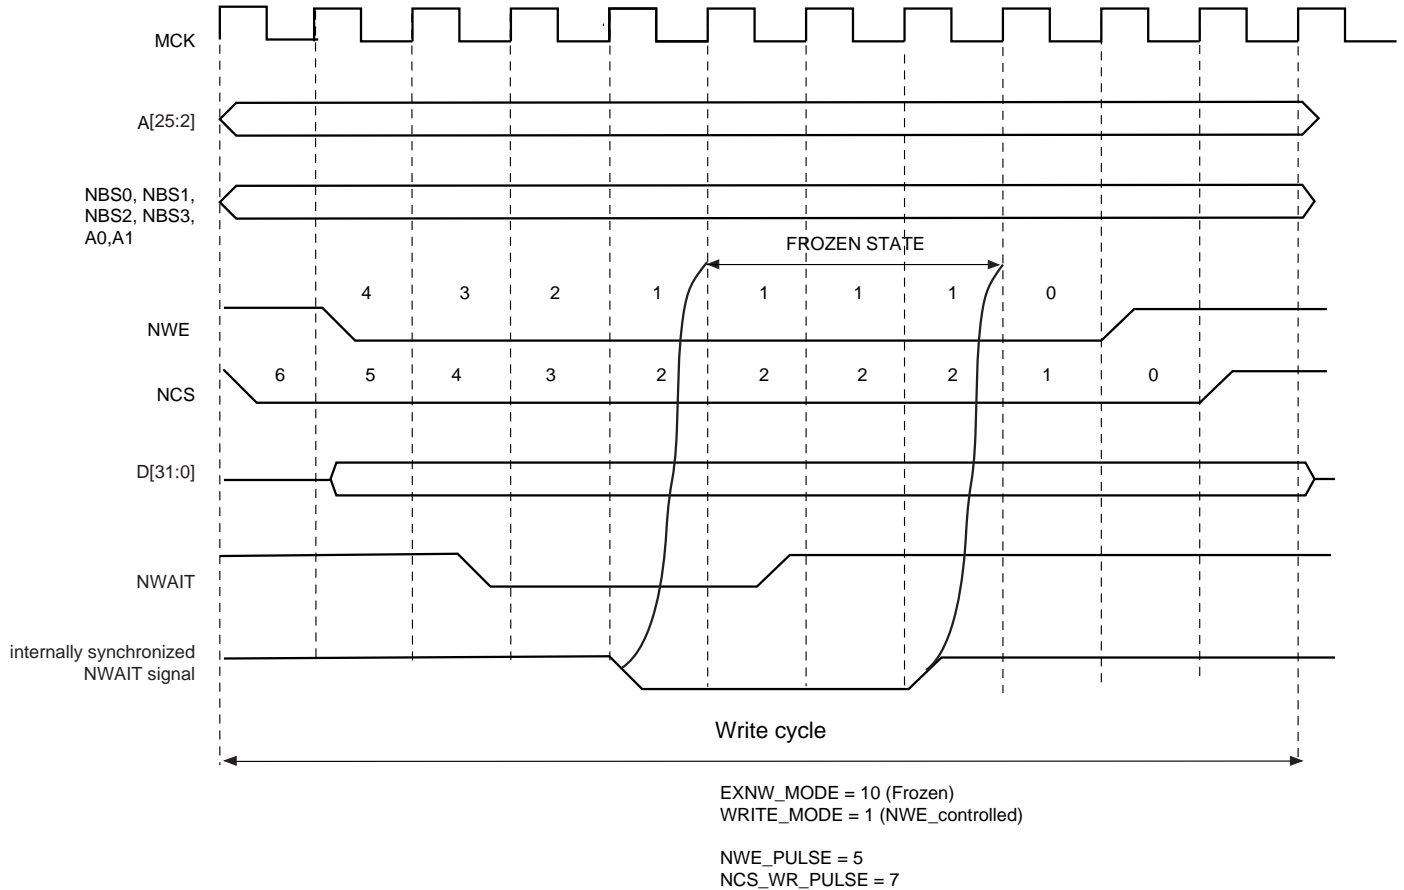 MCK
A[25:2]
NBS0, NBS1,
NBS2, NBS3,
A0,A1
FROZEN STATE
4 3 2 1 1 1 1 0
NWE
6 5 4 3 2 2 2 2 1 0
NCS
D[31:0]
NWAIT
internally synchronized
NWAIT signal
Write cycle
EXNW_MODE = 10 (Frozen)
WRITE_MODE = 1 (NWE_controlled)
NWE_PULSE = 5
NCS_WR_PULSE = 7